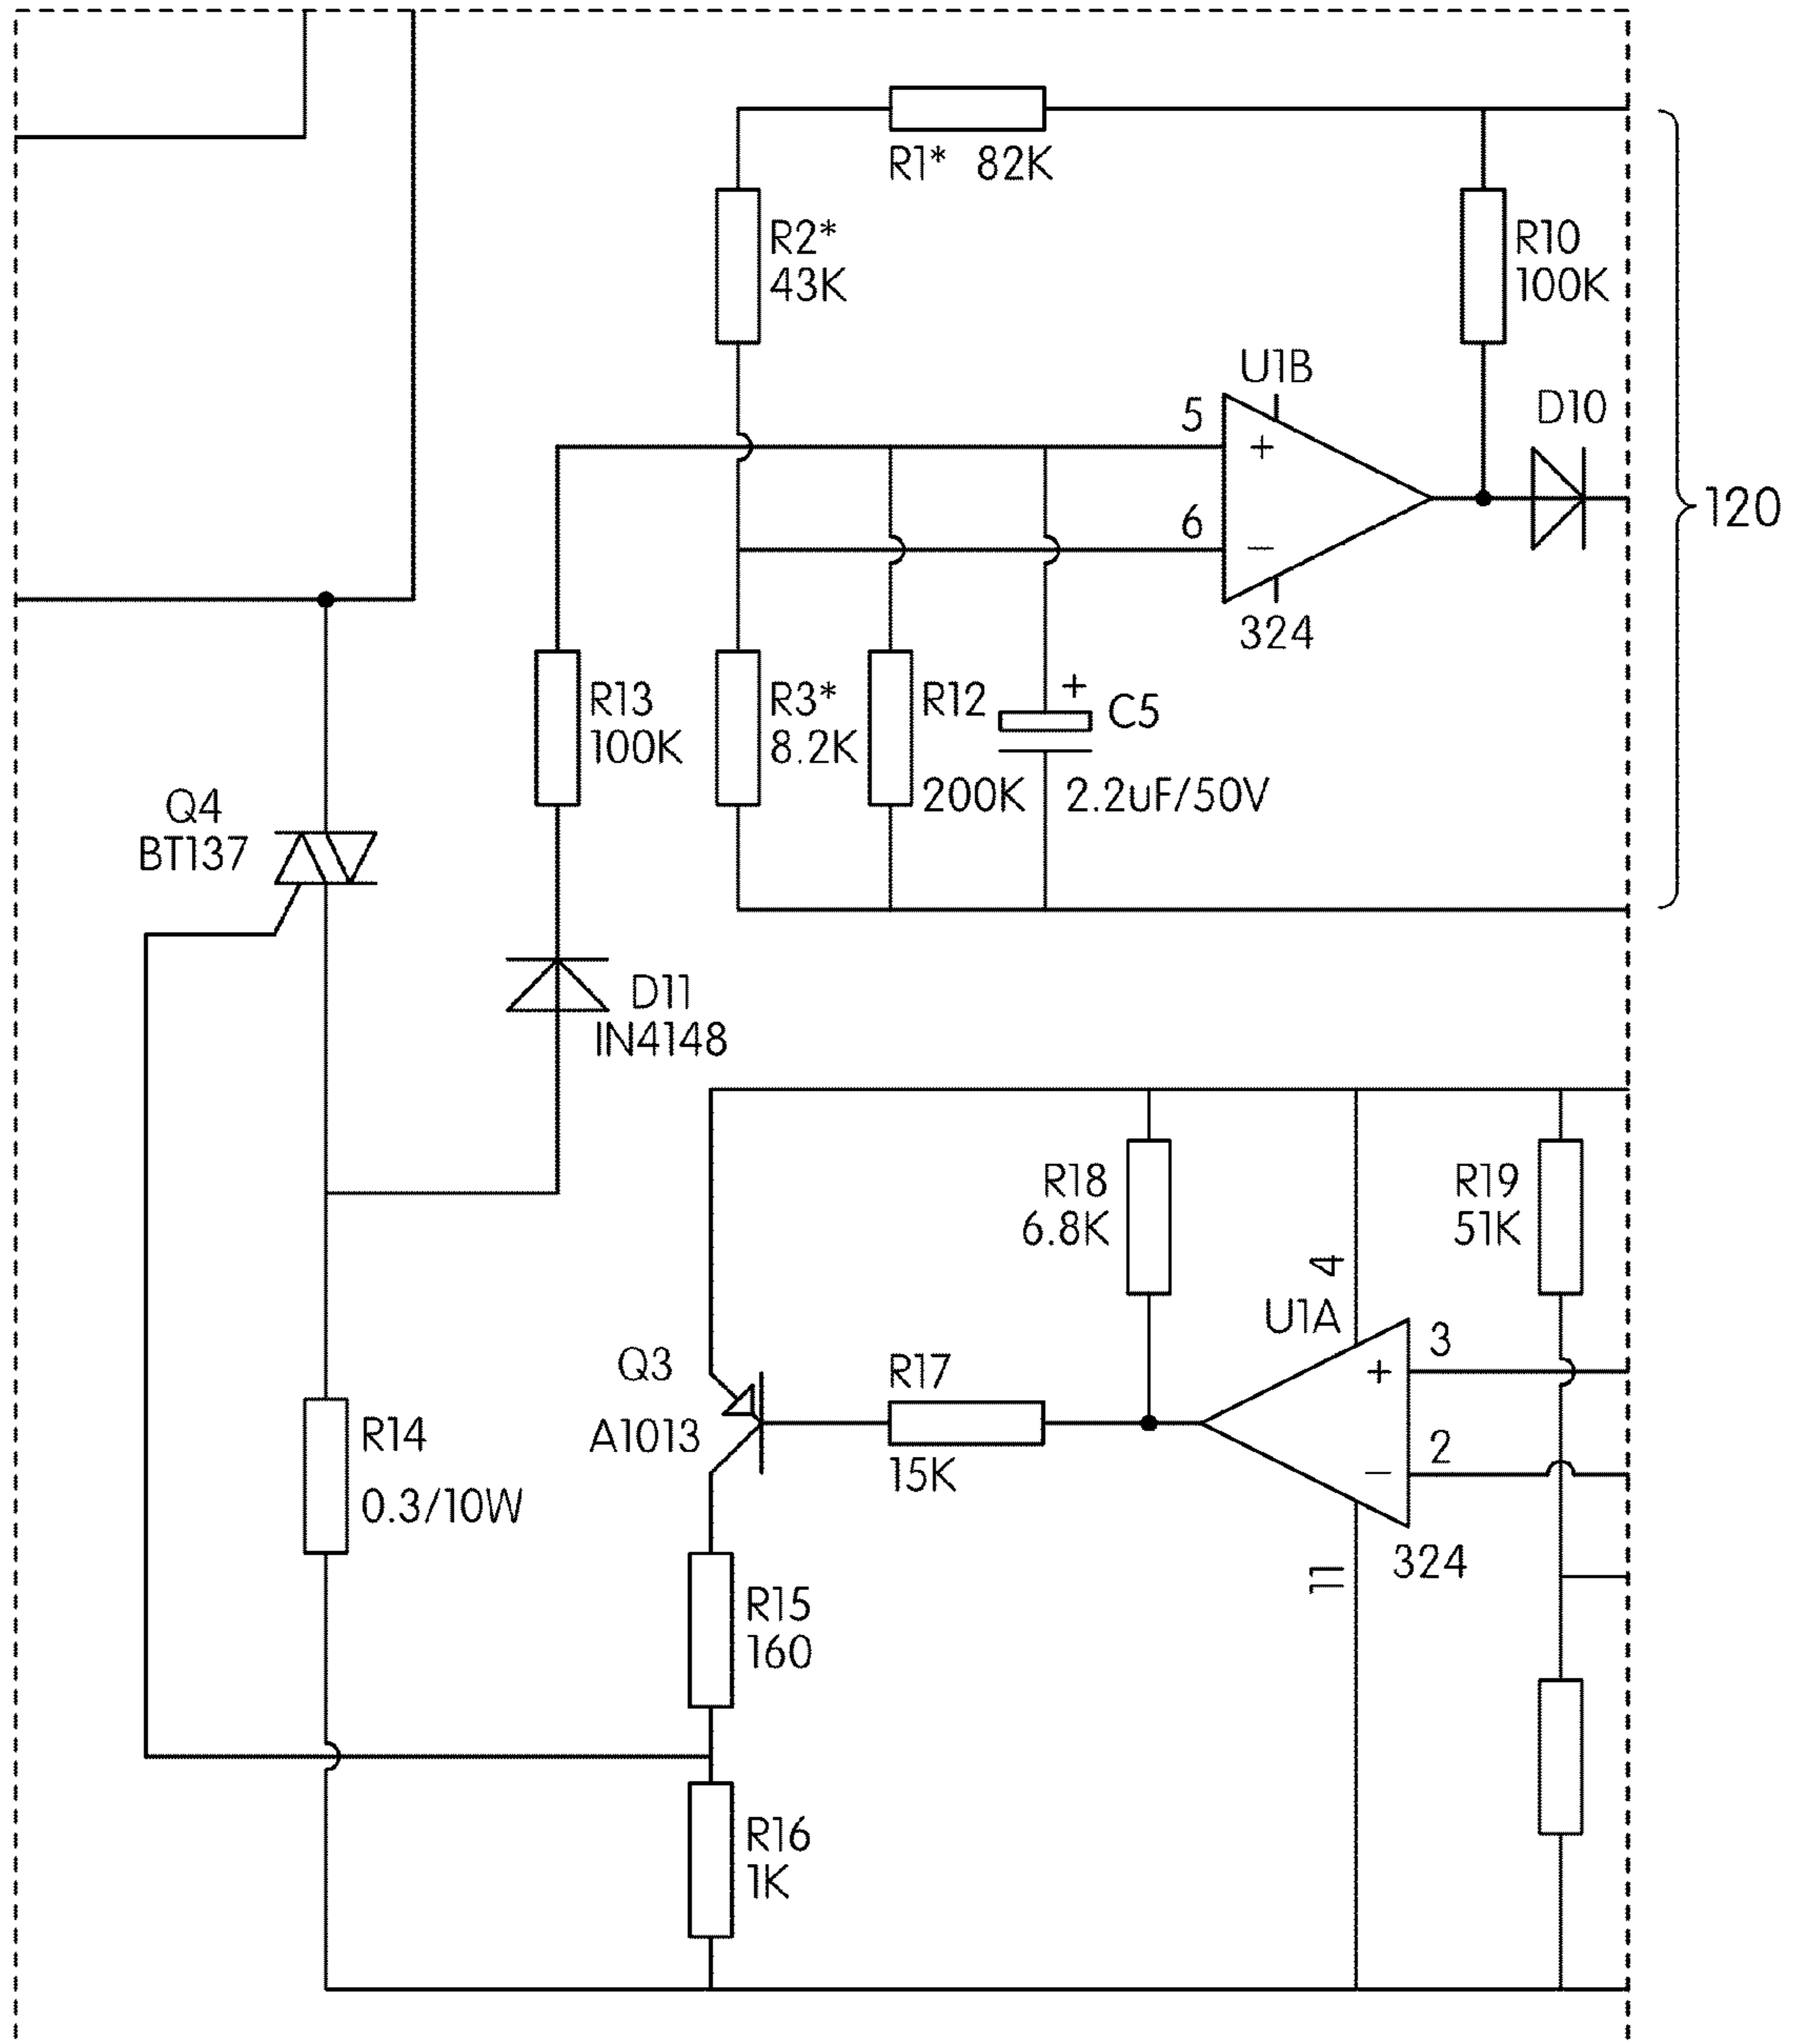 R1* 82K
R2*
43K
R10
100K
U1B
5
+
D10
6
−
120
324
R13
100K
R3*
8.2K
R12
200K
+
C5
2.2uF/50V
Q4
BT137
D11
IN4148
R18
6.8K
R19
51K
4
U1A
3
+
Q3
A1013
R17
15K
2
−
324
11
R14
0.3/10W
R15
160
R16
1K